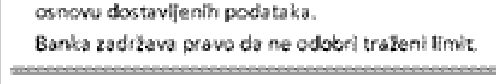 osnovu dostavljenih podataka.
Banka zadržava pravo da ne odobri traženi limit.